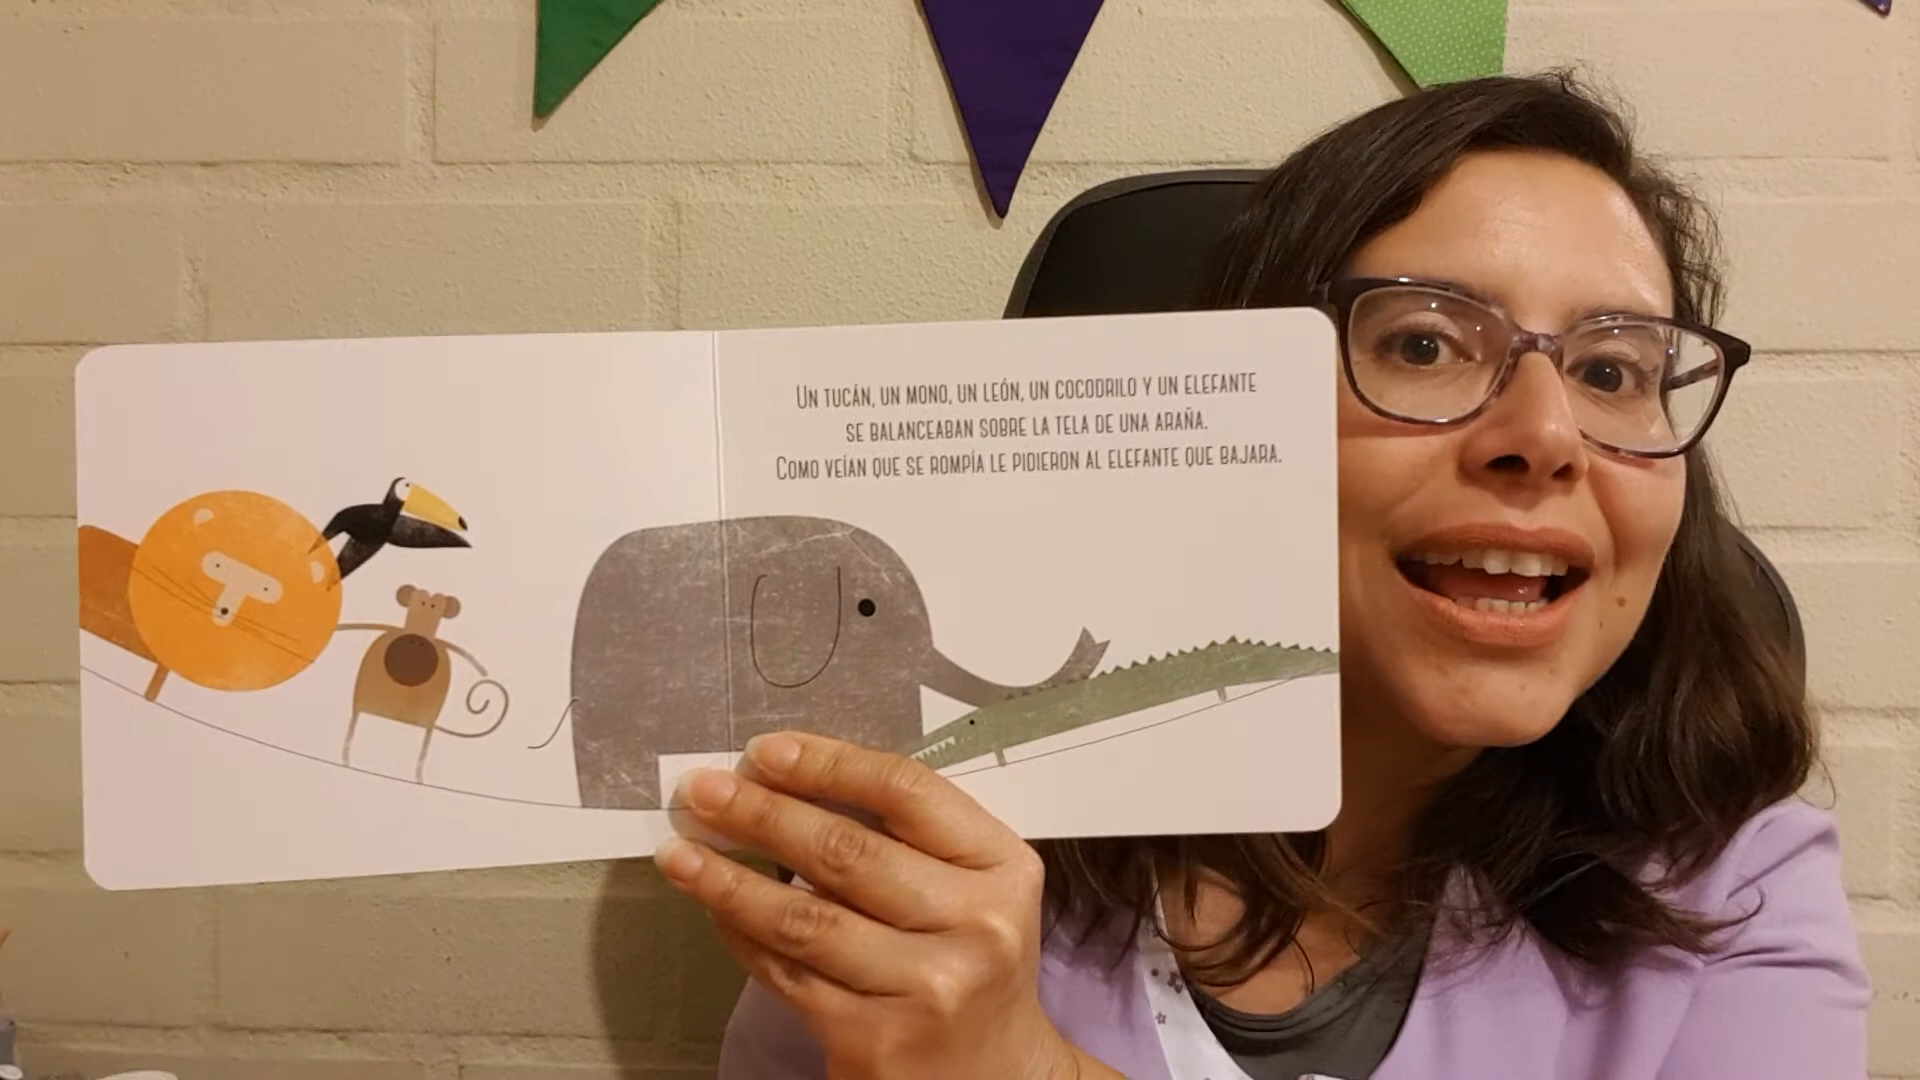 Un tucán, un mono, un león, un cocodrilo y un elefante
se balanceaban sobre la tela de una araña.
Como veían que se rompía le pidieron al elefante que bajara.